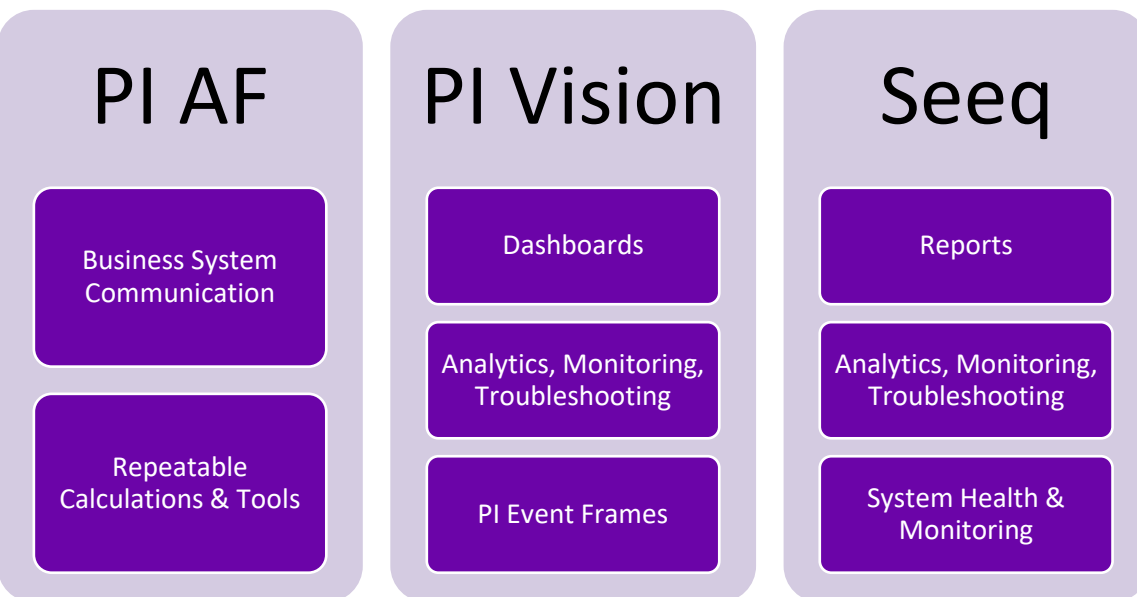 PI AF
Business System
Communication
Repeatable
Calculations & Tools
PI Vision
Dashboards
Analytics, Monitoring,
Troubleshooting
PI Event Frames
Seeq
Reports
Analytics, Monitoring,
Troubleshooting
System Health &
Monitoring